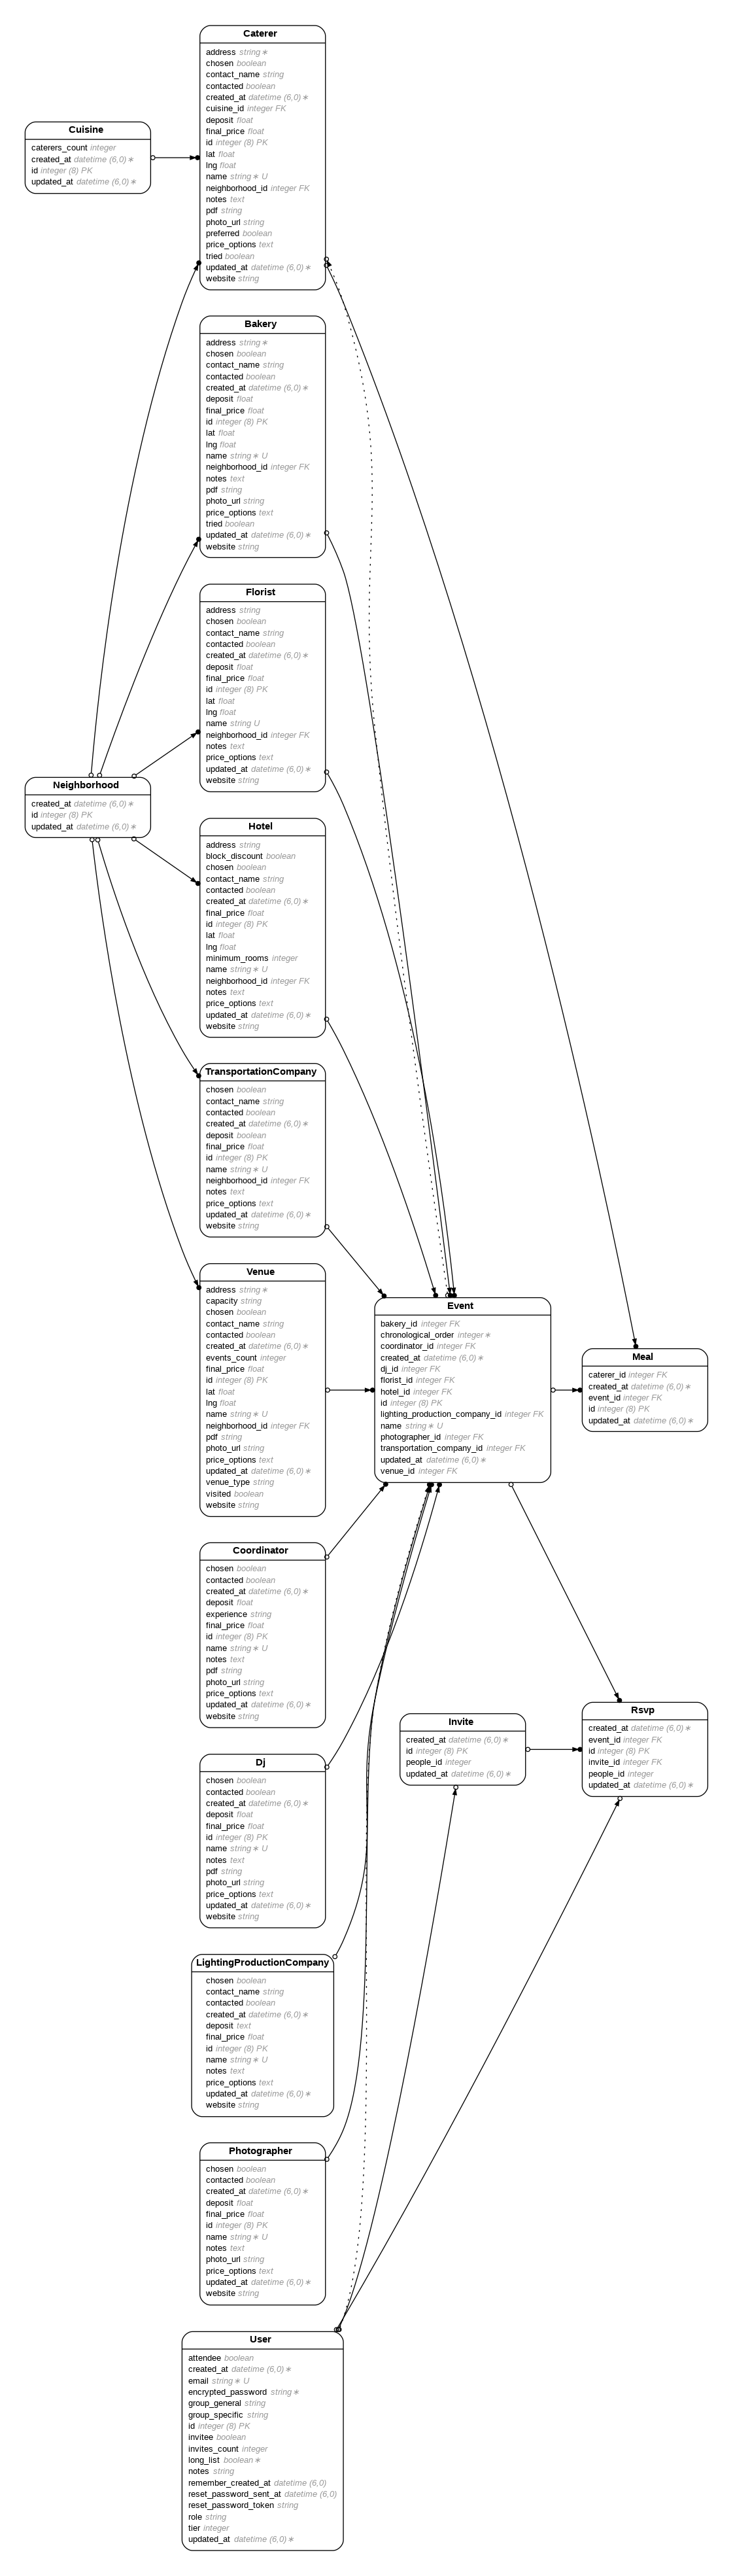 Caterer
address string∗
chosen boolean
contact_name string
contacted boolean
created_at datetime (6,0)∗
cuisine_id integer FK
deposit float
final_price float
id integer (8) PK
lat float
lng float
name string∗ U
neighborhood_id integer FK
notes text
pdf string
photo_url string
preferred boolean
price_options text
tried boolean
updated_at datetime (6,0)∗
website string
Cuisine
caterers_count integer
created_at datetime (6,0)∗
id integer (8) PK
updated_at datetime (6,0)∗
Bakery
address string∗
chosen boolean
contact_name string
contacted boolean
created_at datetime (6,0)∗
deposit float
final_price float
id integer (8) PK
lat float
lng float
name string∗ U
neighborhood_id integer FK
notes text
pdf string
photo_url string
price_options text
tried boolean
updated_at datetime (6,0)∗
website string
Florist
address string
chosen boolean
contact_name string
contacted boolean
created_at datetime (6,0)∗
deposit float
final_price float
id integer (8) PK
lat float
lng float
name string U
neighborhood_id integer FK
notes text
price_options text
updated_at datetime (6,0)∗
website string
Neighborhood
created_at datetime (6,0)∗
id integer (8) PK
updated_at datetime (6,0)∗
Hotel
address string
block_discount boolean
chosen boolean
contact_name string
contacted boolean
created_at datetime (6,0)∗
final_price float
id integer (8) PK
lat float
lng float
minimum_rooms integer
name string∗ U
neighborhood_id integer FK
notes text
price_options text
updated_at datetime (6,0)∗
website string
TransportationCompany
chosen boolean
contact_name string
contacted boolean
created_at datetime (6,0)∗
deposit boolean
final_price float
id integer (8) PK
name string∗ U
neighborhood_id integer FK
notes text
price_options text
updated_at datetime (6,0)∗
website string
Venue
address string∗
capacity string
chosen boolean
contact_name string
contacted boolean
created_at datetime (6,0)∗
events_count integer
final_price float
id integer (8) PK
lat float
lng float
name string∗ U
neighborhood_id integer FK
pdf string
photo_url string
price_options text
updated_at datetime (6,0)∗
venue_type string
visited boolean
website string
Event
bakery_id integer FK
chronological_order integer∗
coordinator_id integer FK
created_at datetime (6,0)∗
dj_id integer FK
florist_id integer FK
hotel_id integer FK
id integer (8) PK
lighting_production_company_id integer FK
name string∗ U
photographer_id integer FK
transportation_company_id integer FK
updated_at datetime (6,0)∗
venue_id integer FK
Meal
caterer_id integer FK
created_at datetime (6,0)∗
event_id integer FK
id integer (8) PK
updated_at datetime (6,0)∗
Coordinator
chosen boolean
contacted boolean
created_at datetime (6,0)∗
deposit float
experience string
final_price float
id integer (8) PK
name string∗ U
notes text
pdf string
photo_url string
price_options text
updated_at datetime (6,0)∗
website string
Invite
created_at datetime (6,0)∗
id integer (8) PK
people_id integer
updated_at datetime (6,0)∗
Rsvp
created_at datetime (6,0)∗
event_id integer FK
id integer (8) PK
invite_id integer FK
people_id integer
updated_at datetime (6,0)∗
Dj
chosen boolean
contacted boolean
created_at datetime (6,0)∗
deposit float
final_price float
id integer (8) PK
name string∗ U
notes text
pdf string
photo_url string
price_options text
updated_at datetime (6,0)∗
website string
LightingProductionCompany
chosen boolean
contact_name string
contacted boolean
created_at datetime (6,0)∗
deposit text
final_price float
id integer (8) PK
name string∗ U
notes text
price_options text
updated_at datetime (6,0)∗
website string
Photographer
chosen boolean
contacted boolean
created_at datetime (6,0)∗
deposit float
final_price float
id integer (8) PK
name string∗ U
notes text
photo_url string
price_options text
updated_at datetime (6,0)∗
website string
User
attendee boolean
created_at datetime (6,0)∗
email string∗ U
encrypted_password string∗
group_general string
group_specific string
id integer (8) PK
invitee boolean
invites_count integer
long_list boolean∗
notes string
remember_created_at datetime (6,0)
reset_password_sent_at datetime (6,0)
reset_password_token string
role string
tier integer
updated_at datetime (6,0)∗